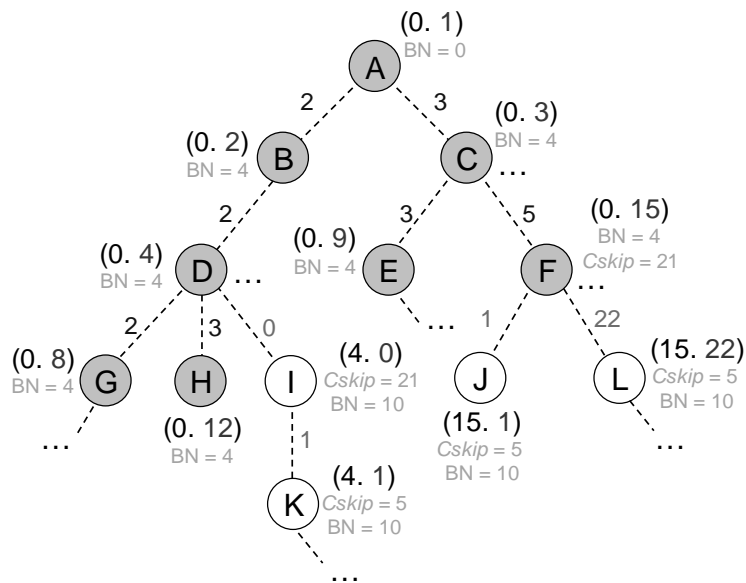 (0. 1)
BN = 0
A
2
3
(0. 2)
BN = 4
B
C
(0. 3)
BN = 4
...
2
3
5
(0. 4)
BN = 4
D
...
(0. 9)
BN = 4
E
F
(0. 15)
BN = 4
Cskip = 21
...
2
3
0
...
1
22
(0. 8)
BN = 4
G
H
I
(4. 0)
Cskip = 21
BN = 10
J
L
(15. 22)
Cskip = 5
BN = 10
...
(0. 12)
BN = 4
1
(15. 1)
Cskip = 5
BN = 10
...
K
(4. 1)
Cskip = 5
BN = 10
...